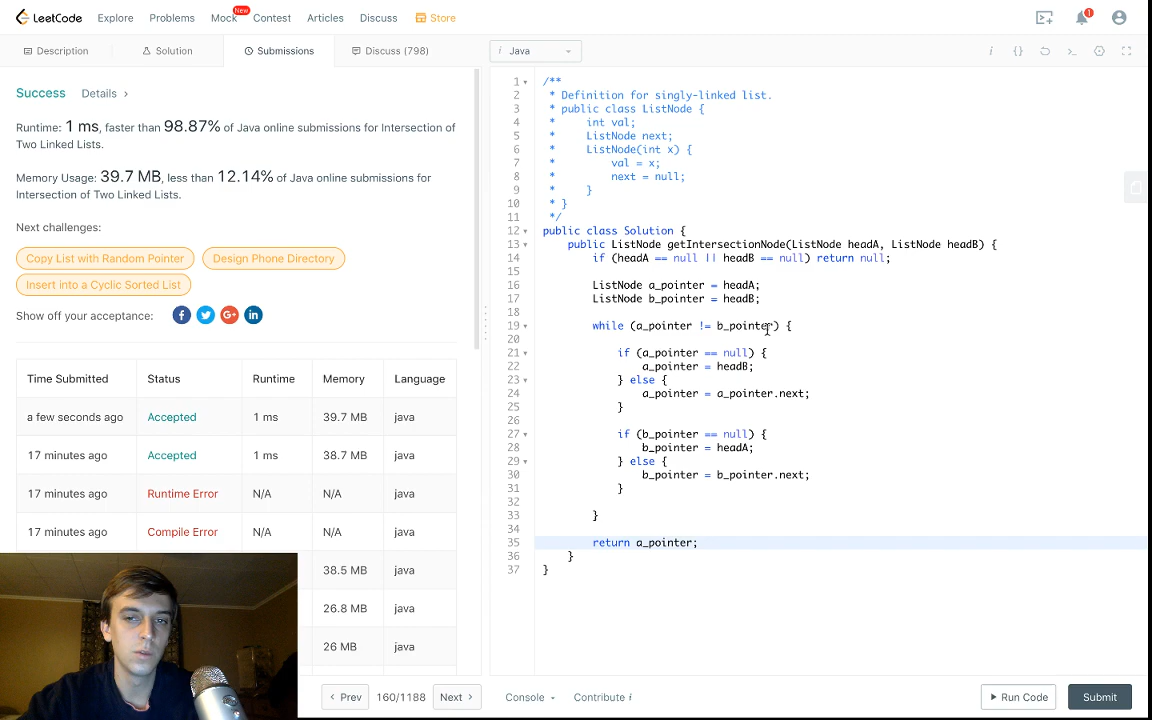 LeetCode Explore Problems Mock New Contest Articles Discuss Store 1
Description Solution Submissions Discuss (798)
i Java
i {} >_
Success Details >
Runtime: 1 ms, faster than 98.87% of Java online submissions for Intersection of
Two Linked Lists.
Memory Usage: 39.7 MB, less than 12.14% of Java online submissions for
Intersection of Two Linked Lists.
Next challenges:
Copy List with Random Pointer Design Phone Directory
Insert into a Cyclic Sorted List
Show off your acceptance: f G+ in
Time Submitted Status Runtime Memory Language
a few seconds ago Accepted 1 ms 39.7 MB java
17 minutes ago Accepted 1 ms 38.7 MB java
17 minutes ago Runtime Error N/A N/A java
17 minutes ago Compile Error N/A N/A java
38.5 MB java
26.8 MB java
26 MB java
1 /**
2 * Definition for singly-linked list.
3 * public class ListNode {
4 * int val;
5 * ListNode next;
6 * ListNode(int x) {
7 * val = x;
8 * next = null;
9 * }
10 * }
11 */
12 public class Solution {
13 public ListNode getIntersectionNode(ListNode headA, ListNode headB) {
14 if (headA == null || headB == null) return null;
15
16 ListNode a_pointer = headA;
17 ListNode b_pointer = headB;
18
19 while (a_pointer != b_pointer) {
20
21 if (a_pointer == null) {
22 a_pointer = headB;
23 } else {
24 a_pointer = a_pointer.next;
25 }
26
27 if (b_pointer == null) {
28 b_pointer = headA;
29 } else {
30 b_pointer = b_pointer.next;
31 }
32
33 }
34
35 return a_pointer;
36 }
37 }
< Prev 160/1188 Next > Console Contribute i Run Code Submit